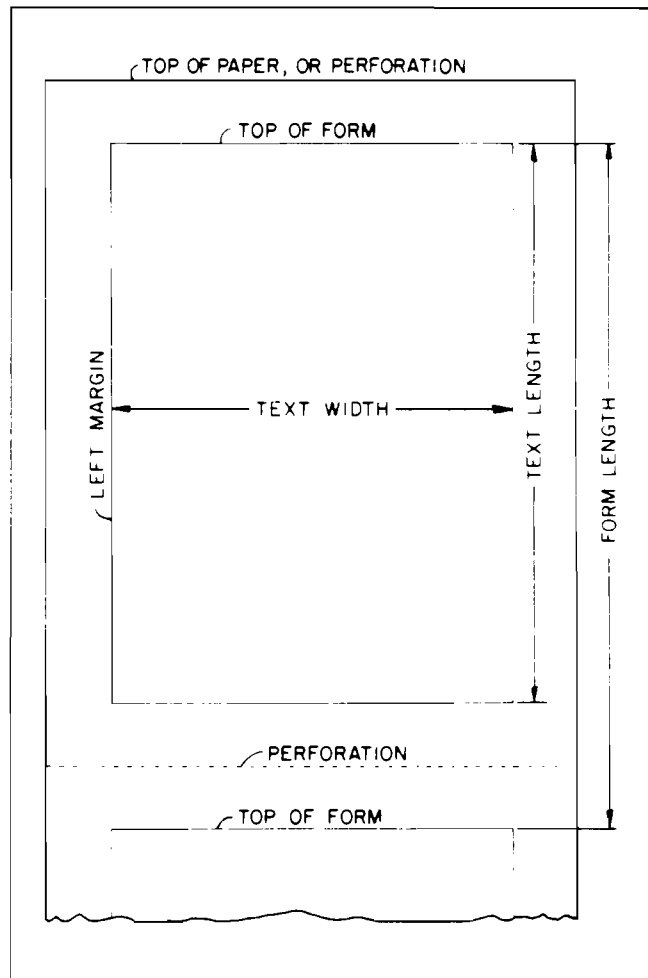 TOP OF PAPER, OR PERFORATION
TOP OF FORM
LEFT MARGIN
TEXT WIDTH
TEXT LENGTH
FORM LENGTH
PERFORATION
TOP OF FORM